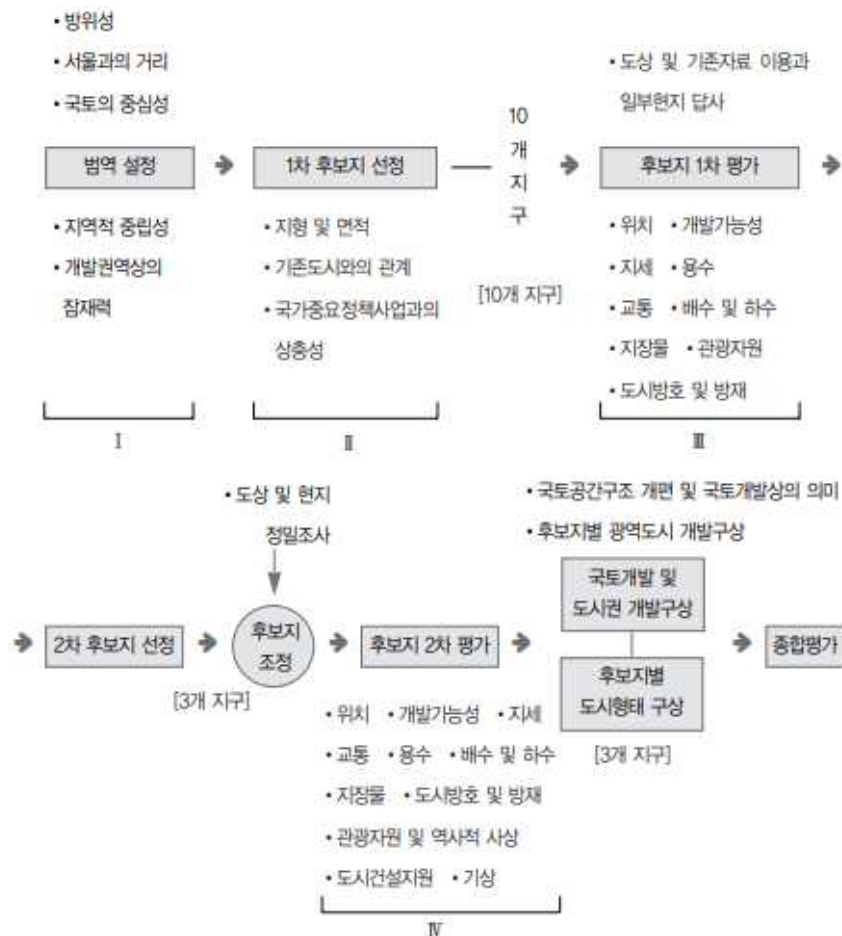 • 방위성
• 서울과의 거리
• 국토의 중심성
범역 설정
• 지역적 중립성
• 개발권역상의
잠재력
Ⅰ
1차 후보지 선정
• 지형 및 면적
• 기존도시와의 관계
• 국가중요정책사업과의
상충성
Ⅱ
10
개
지
구
[10개 지구]
• 도상 및 기존자료 이용과
일부현지 답사
후보지 1차 평가
• 위치 • 개발가능성
• 지세 • 용수
• 교통 • 배수 및 하수
• 지장물 • 관광자원
• 도시방호 및 방재
Ⅲ
2차 후보지 선정
[3개 지구]
• 도상 및 현지
정밀조사
후보지
조정
후보지 2차 평가
• 위치 • 개발가능성 • 지세
• 교통 • 용수 • 배수 및 하수
• 지장물 • 도시방호 및 방재
• 관광자원 및 역사적 사상
• 도시건설지원 • 기상
Ⅳ
• 국토공간구조 개편 및 국토개발상의 의미
• 후보지별 광역도시 개발구상
국토개발 및
도시권 개발구상
후보지별
도시형태 구상
[3개 지구]
종합평가